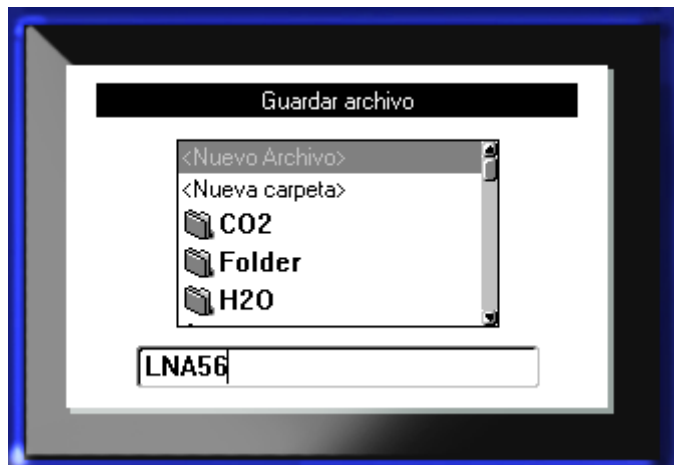 Guardar archivo
<Nuevo Archivo>
<Nueva carpeta>
CO2
Folder
H2O
LNA56